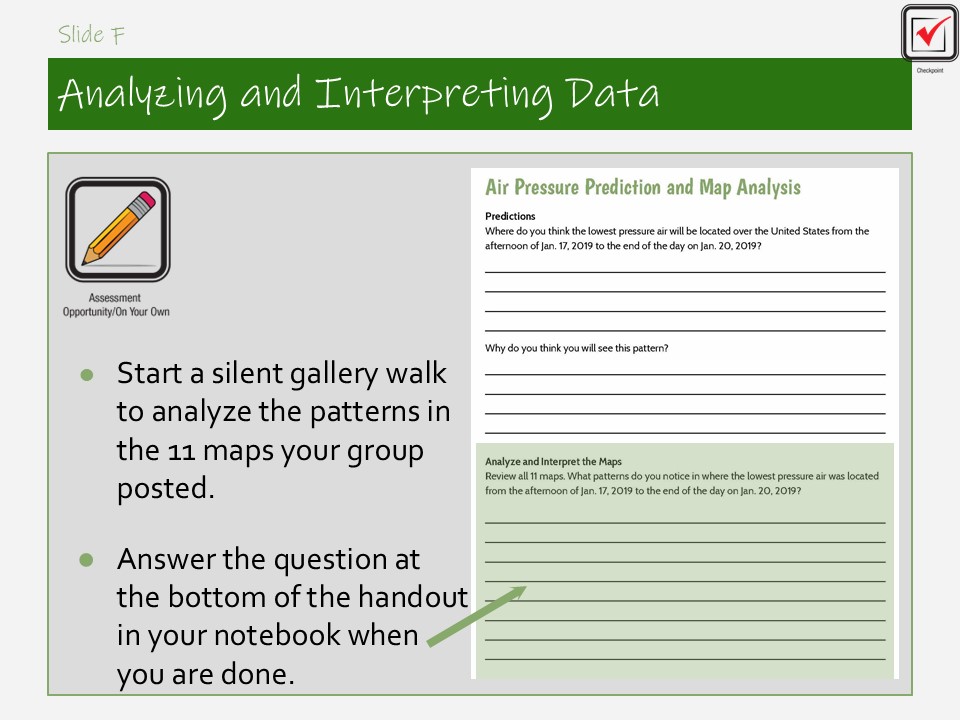 Slide F
Checkpoint
Analyzing and Interpreting Data
Assessment
Opportunity/On Your Own
● Start a silent gallery walk
to analyze the patterns in
the 11 maps your group
posted.
● Answer the question at
the bottom of the handout
in your notebook when
you are done.
Air Pressure Prediction and Map Analysis
Predictions
Where do you think the lowest pressure air will be located over the United States from the
afternoon of Jan. 17, 2019 to the end of the day on Jan. 20, 2019?
Why do you think you will see this pattern?
Analyze and Interpret the Maps
Review all 11 maps. What patterns do you notice in where the lowest pressure air was located
from the afternoon of Jan. 17, 2019 to the end of the day on Jan. 20, 2019?